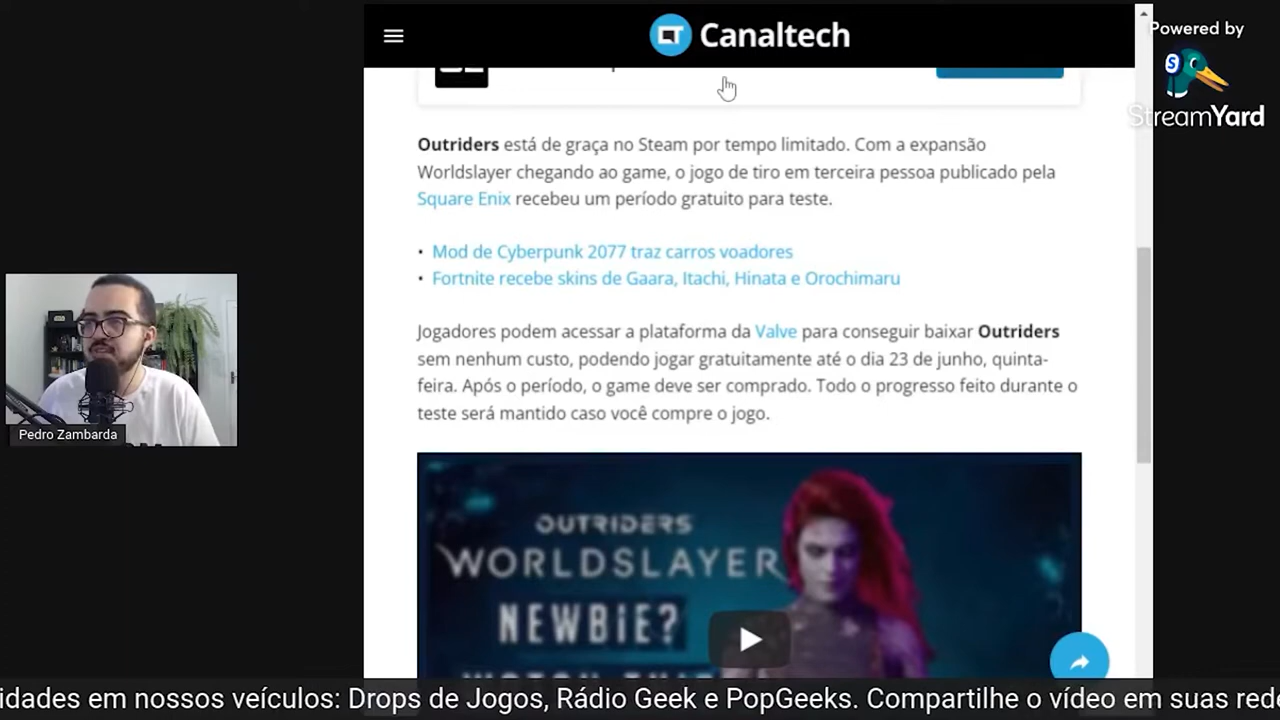 Canaltech
Powered by
StreamYard
Outriders está de graça no Steam por tempo limitado. Com a expansão
Worldslayer chegando ao game, o jogo de tiro em terceira pessoa publicado pela
Square Enix recebeu um período gratuito para teste.
• Mod de Cyberpunk 2077 traz carros voadores
• Fortnite recebe skins de Gaara, Itachi, Hinata e Orochimaru
Jogadores podem acessar a plataforma da Valve para conseguir baixar Outriders
sem nenhum custo, podendo jogar gratuitamente até o dia 23 de junho, quinta-
feira. Após o período, o game deve ser comprado. Todo o progresso feito durante o
teste será mantido caso você compre o jogo.
Pedro Zambarda
OUTRIDERS
WORLDSLAYER
NEWBIE?
idades em nossos veículos: Drops de Jogos, Rádio Geek e PopGeeks. Compartilhe o vídeo em suas rede